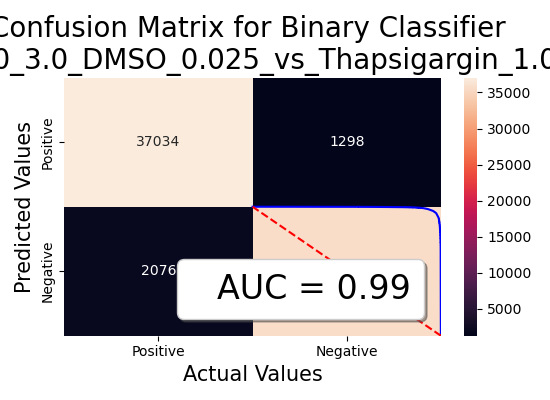 Confusion Matrix for Binary Classifier
0_3.0_DMSO_0.025_vs_Thapsigargin_1.0
Predicted Values
Positive
Negative
37034
1298
2076
AUC = 0.99
Positive
Negative
Actual Values
35000
30000
25000
20000
15000
10000
5000